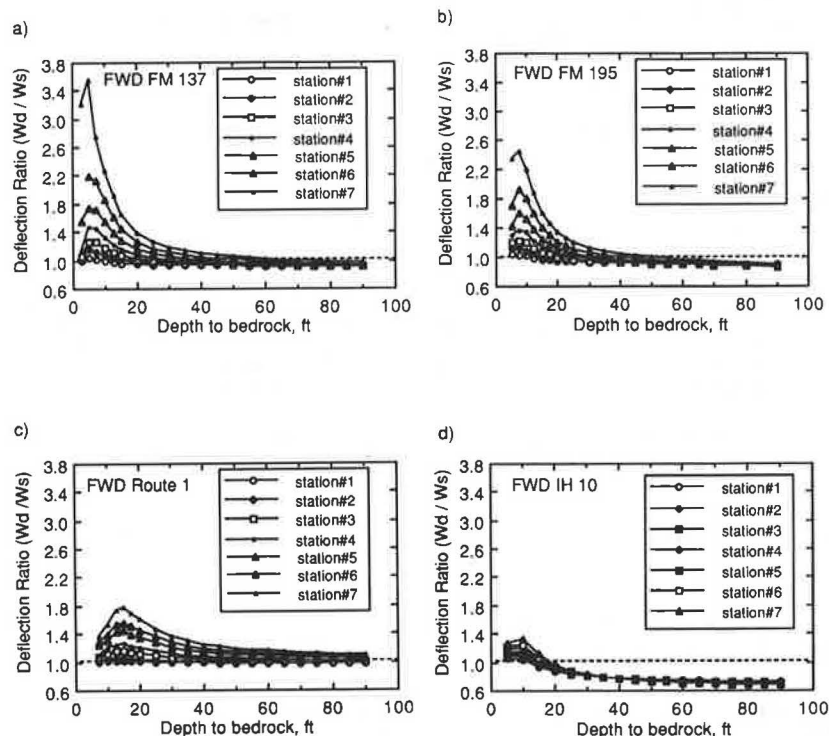 a)
FWD FM 137
station#1
station#2
station#3
station#4
station#5
station#6
station#7
Deflection Ratio (Wd / Ws)
3.8
3.4
3.0
2.6
2.2
1.8
1.4
1.0
0.6
0
20
40
60
80
100
Depth to bedrock, ft
b)
FWD FM 195
station#1
station#2
station#3
station#4
station#5
station#6
station#7
Deflection Ratio (Wd / Ws)
3.8
3.4
3.0
2.6
2.2
1.8
1.4
1.0
0.6
0
20
40
60
80
100
Depth to bedrock, ft
c)
FWD Route 1
station#1
station#2
station#3
station#4
station#5
station#6
station#7
Deflection Ratio (Wd /Ws)
3.8
3.4
3.0
2.6
2.2
1.8
1.4
1.0
0.6
0
20
40
60
80
100
Depth to bedrock, ft
d)
FWD IH 10
station#1
station#2
station#3
station#4
station#5
station#6
station#7
Deflection Ratio (Wd / Ws)
3.8
3.4
3.0
2.6
2.2
1.8
1.4
1.0
0.6
0
20
40
60
80
100
Depth to bedrock, ft